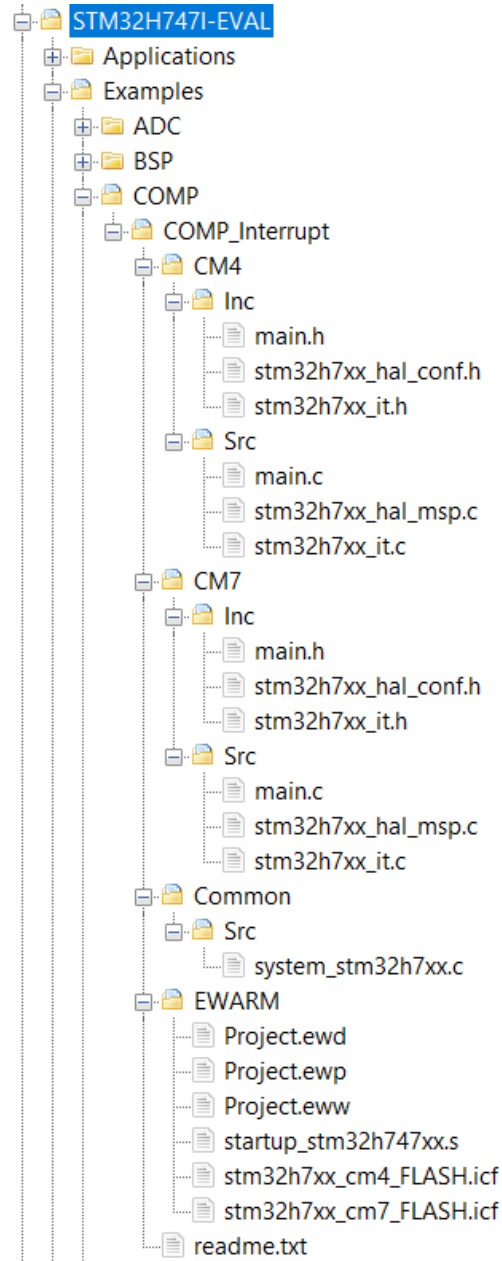 STM32H747I-EVAL
Applications
Examples
ADC
BSP
COMP
COMP_Interrupt
CM4
Inc
main.h
stm32h7xx_hal_conf.h
stm32h7xx_it.h
Src
main.c
stm32h7xx_hal_msp.c
stm32h7xx_it.c
CM7
Inc
main.h
stm32h7xx_hal_conf.h
stm32h7xx_it.h
Src
main.c
stm32h7xx_hal_msp.c
stm32h7xx_it.c
Common
Src
system_stm32h7xx.c
EWARM
Project.ewd
Project.ewp
Project.eww
startup_stm32h747xx.s
stm32h7xx_cm4_FLASH.icf
stm32h7xx_cm7_FLASH.icf
readme.txt